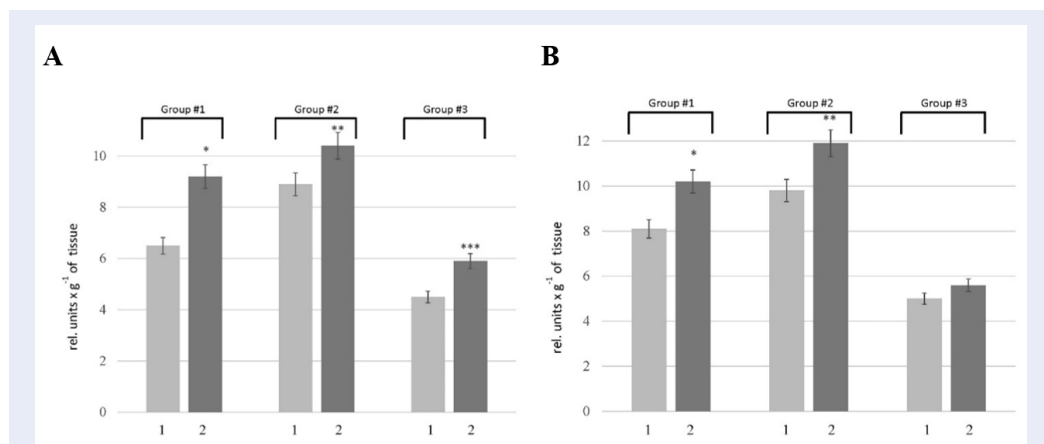 A
Group #1 Group #2 Group #3
* ** ***
10
8
6
4
2
0
rel. units x g⁻¹ of tissue
1 2 1 2 1 2
B
Group #1 Group #2 Group #3
* **
12
10
8
6
4
2
0
rel. units x g⁻¹ of tissue
1 2 1 2 1 2